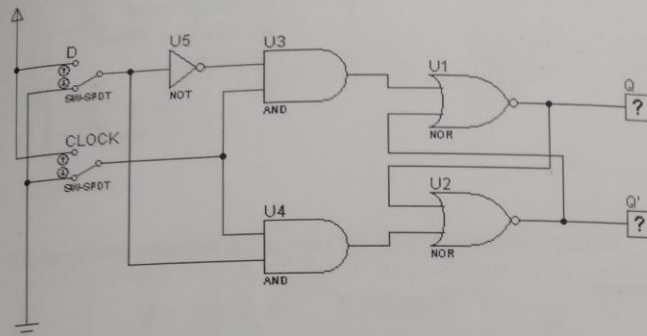 D
SW-SPDT
U5
NOT
U3
AND
U1
NOR
Q
?
CLOCK
SW-SPDT
U4
AND
U2
NOR
Q'
?